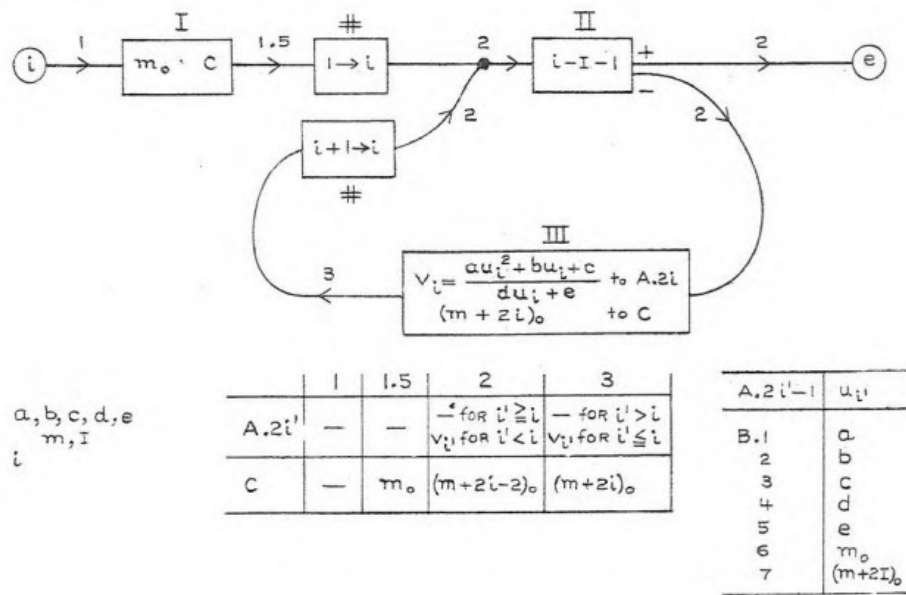 I
#
II
i
1
m₀ · C
1.5
1→i
2
i-I-1
+
-
2
e
2
i+1→i
#
2
III
vᵢ = (auᵢ²+buᵢ+c)/(duᵢ+e) to A.2i
(m+2i)₀ to C
3
a,b,c,d,e
m,I
i
1 1.5 2 3
A.2i' — — — for i' ≧ i — for i' > i
vᵢ' for i' < i vᵢ' for i' ≦ i
C — m₀ (m+2i-2)₀ (m+2i)₀
A.2i'-1 uᵢ'
B.1 a
2 b
3 c
4 d
5 e
6 m₀
7 (m+2I)₀